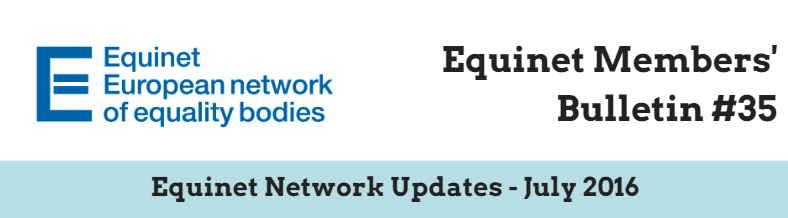 Equinet
European network
of equality bodies
Equinet Members'
Bulletin #35
Equinet Network Updates - July 2016